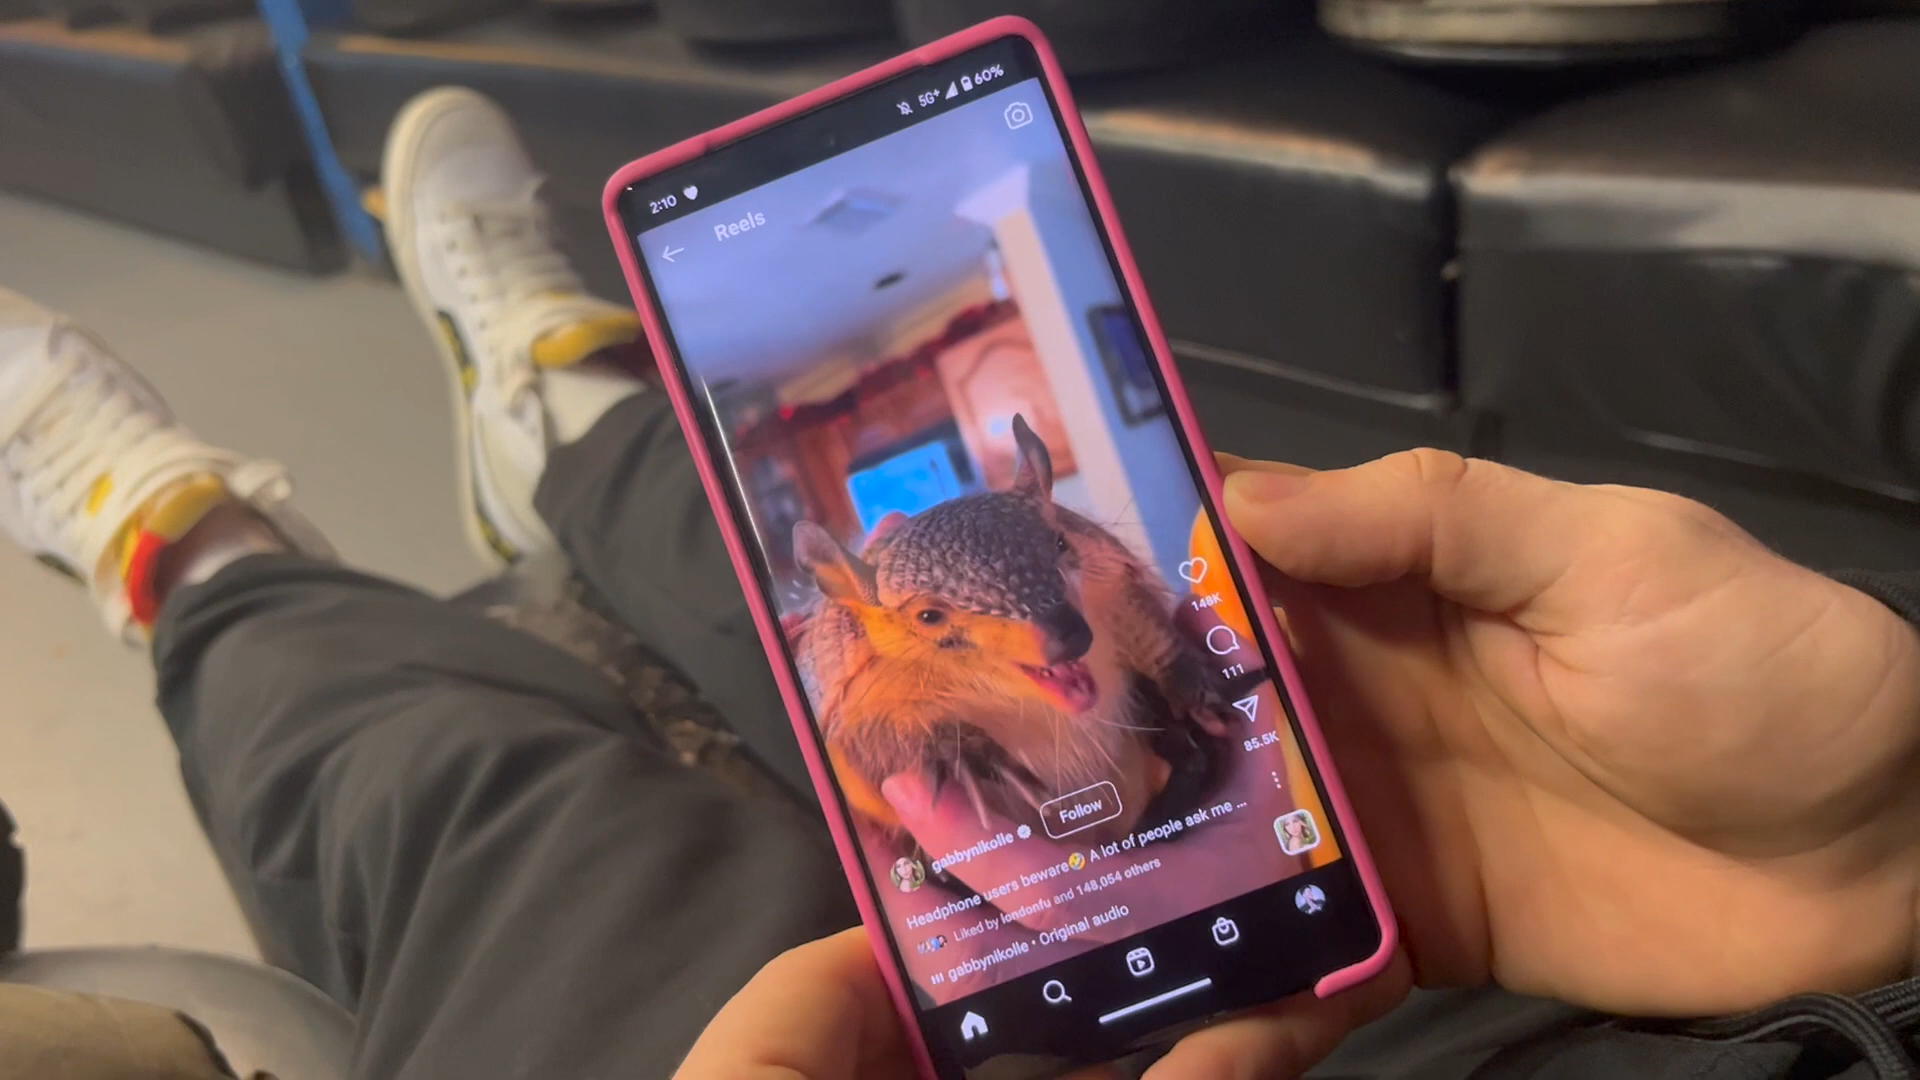 2:10 5G+ 60%
Reels
148K
111
85.5K
gabbynikolle Follow
Headphone users beware🤣 A lot of people ask me ...
Liked by londonfu and 148,054 others
gabbynikolle • Original audio